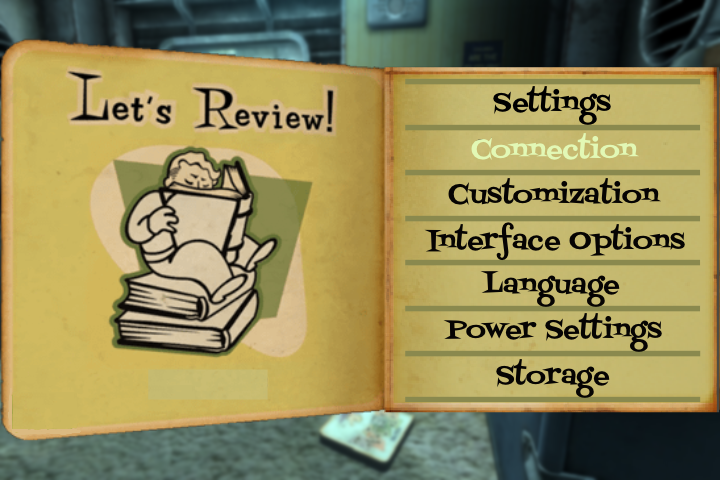 Let's Review!
Settings
Connection
Customization
Interface Options
Language
Power Settings
Storage